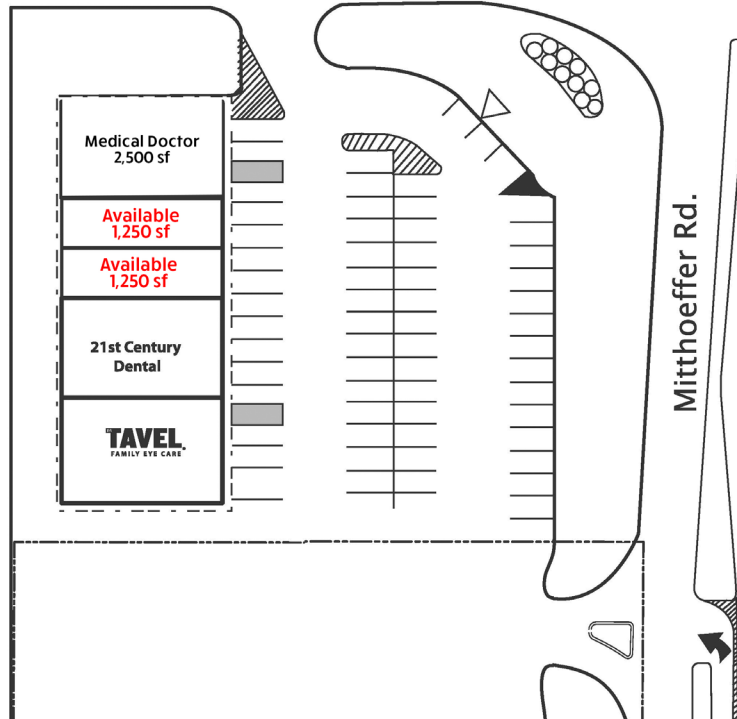 Medical Doctor
2,500 sf
Available
1,250 sf
Available
1,250 sf
21st Century
Dental
TAVEL
FAMILY EYE CARE
Mitthoeffer Rd.